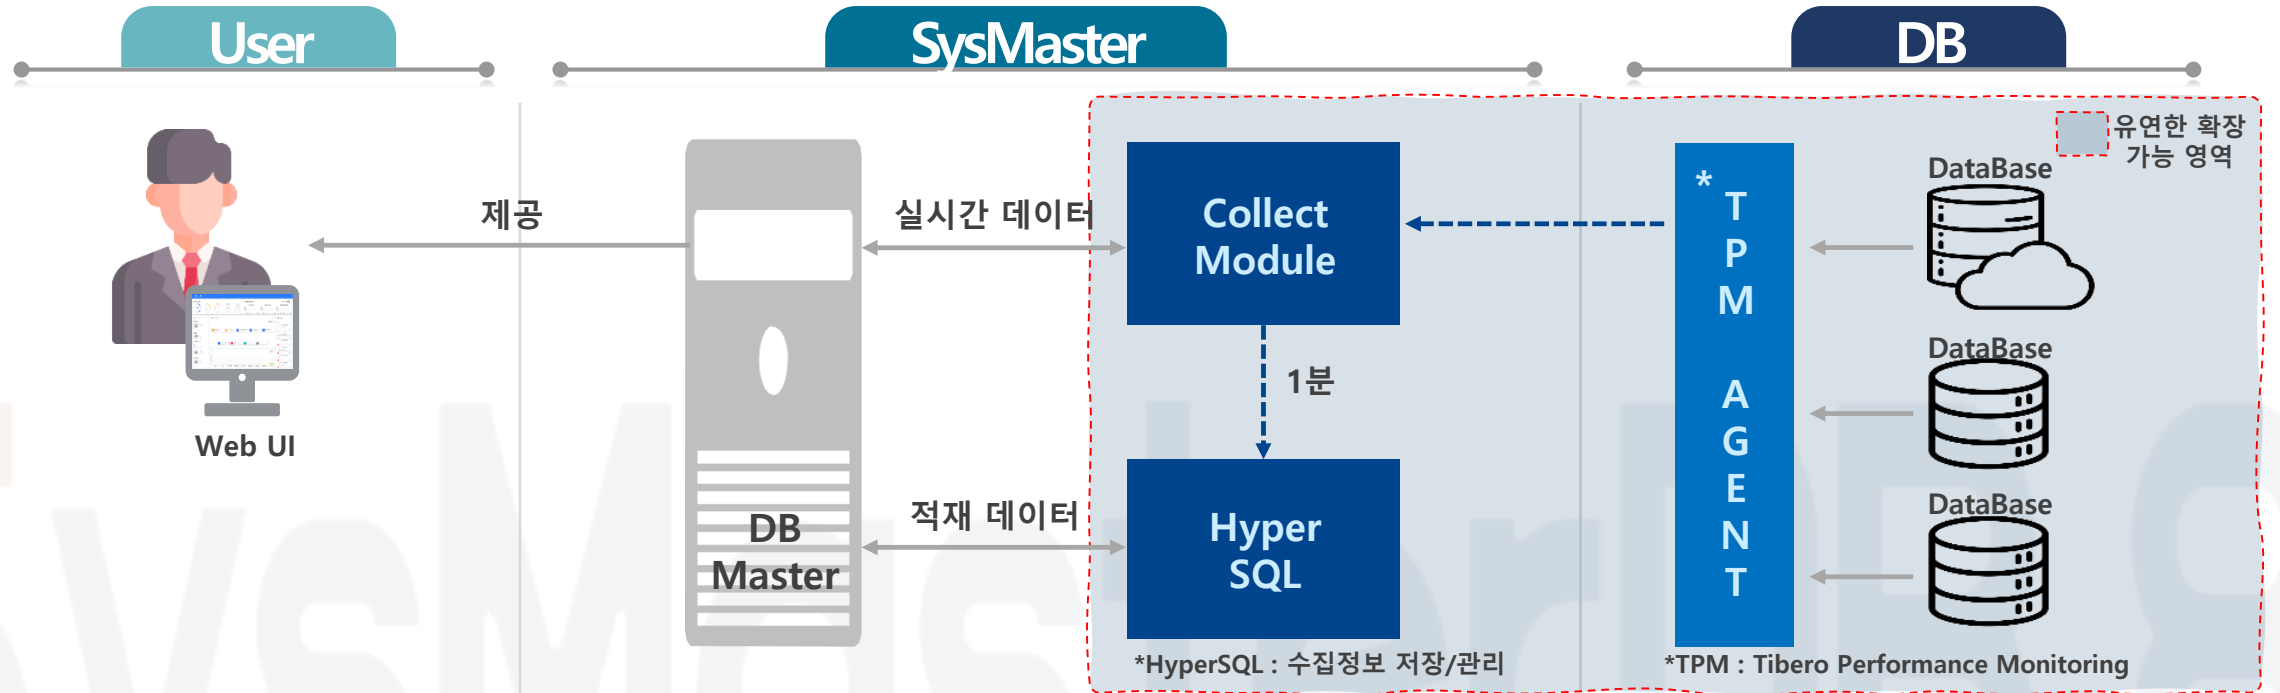 User
SysMaster
DB
유연한 확장
가능 영역
DataBase
*
T
P
M
A
G
E
N
T
제공
실시간 데이터
Collect
Module
1분
DataBase
Web UI
적재 데이터
DB
Master
Hyper
SQL
DataBase
*HyperSQL : 수집정보 저장/관리
*TPM : Tibero Performance Monitoring
SysMasterDB